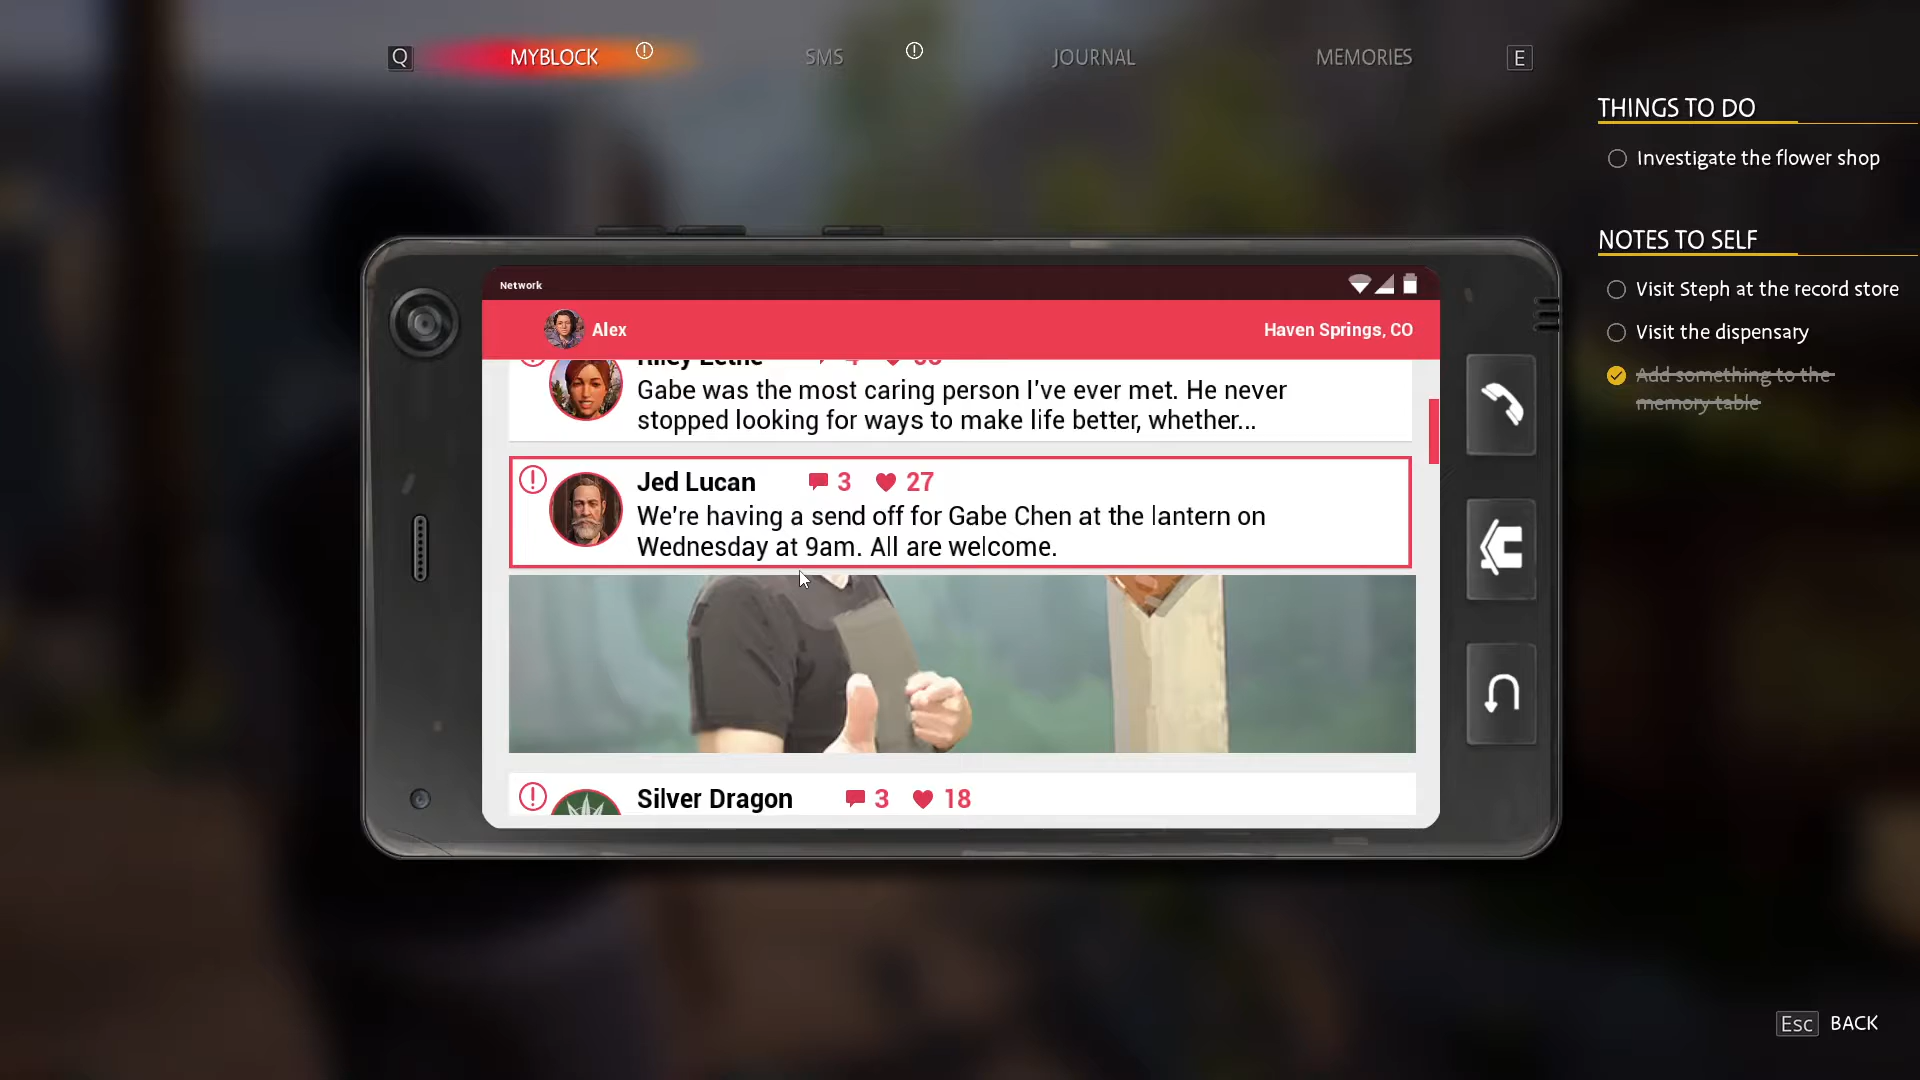 Q
MYBLOCK
SMS
JOURNAL
MEMORIES
E
THINGS TO DO
Investigate the flower shop
NOTES TO SELF
Visit Steph at the record store
Visit the dispensary
Add something to the
memory table
Network
Alex
Haven Springs, CO
Riley Lethe
Gabe was the most caring person I've ever met. He never
stopped looking for ways to make life better, whether...
Jed Lucan 3 27
We're having a send off for Gabe Chen at the lantern on
Wednesday at 9am. All are welcome.
Silver Dragon 3 18
Esc BACK